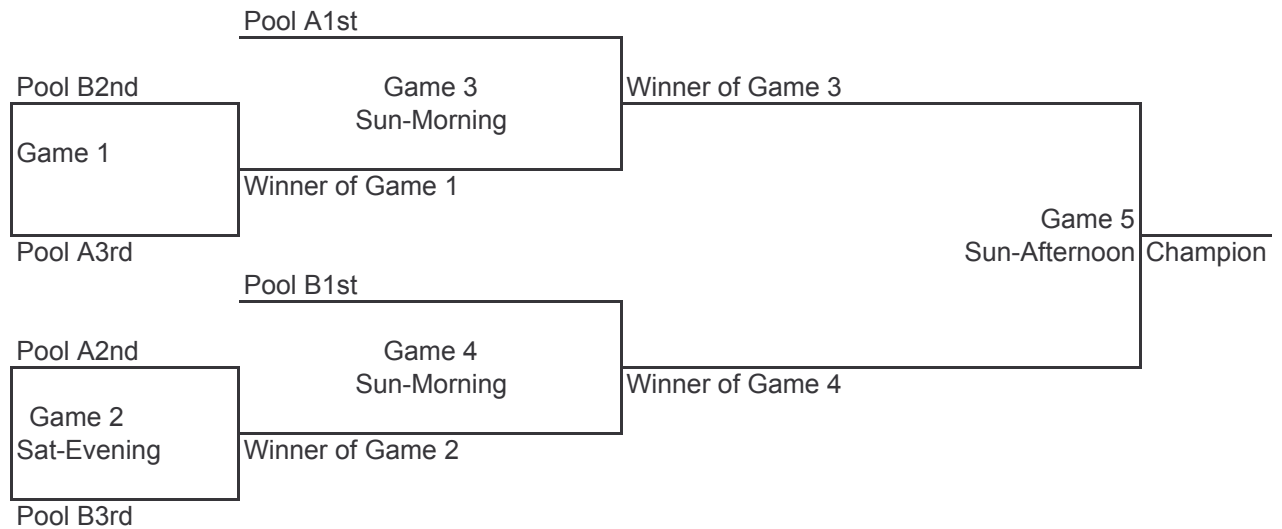 Pool A1st
Pool B2nd
Game 3
Winner of Game 3
Sun-Morning
Game 1
Winner of Game 1
Game 5
Pool A3rd
Sun-Afternoon
Champion
Pool B1st
Pool A2nd
Game 4
Sun-Morning
Winner of Game 4
Game 2
Sat-Evening
Winner of Game 2
Pool B3rd